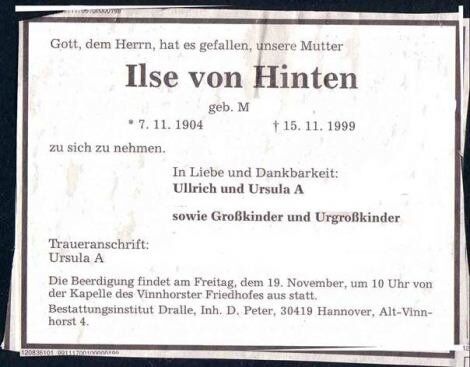 Gott, dem Herrn, hat es gefallen, unsere Mutter
Ilse von Hinten
geb. M
* 7. 11. 1904 † 15. 11. 1999
zu sich zu nehmen.
In Liebe und Dankbarkeit:
Ullrich und Ursula A
sowie Großkinder und Urgroßkinder
Traueranschrift:
Ursula A
Die Beerdigung findet am Freitag, dem 19. November, um 10 Uhr von
der Kapelle des Vinnhorster Friedhofes aus statt.
Bestattungsinstitut Dralle, Inh. D. Peter, 30419 Hannover, Alt-Vinn-
horst 4.